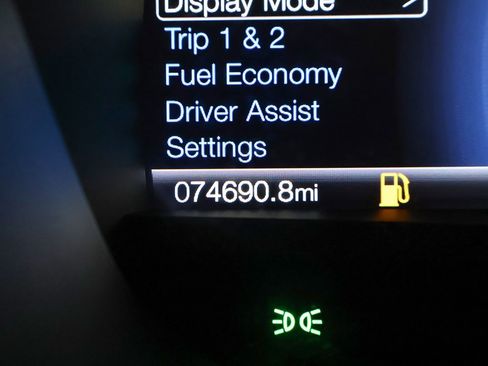 Display Mode >
Trip 1 & 2
Fuel Economy
Driver Assist
Settings
074690.8mi